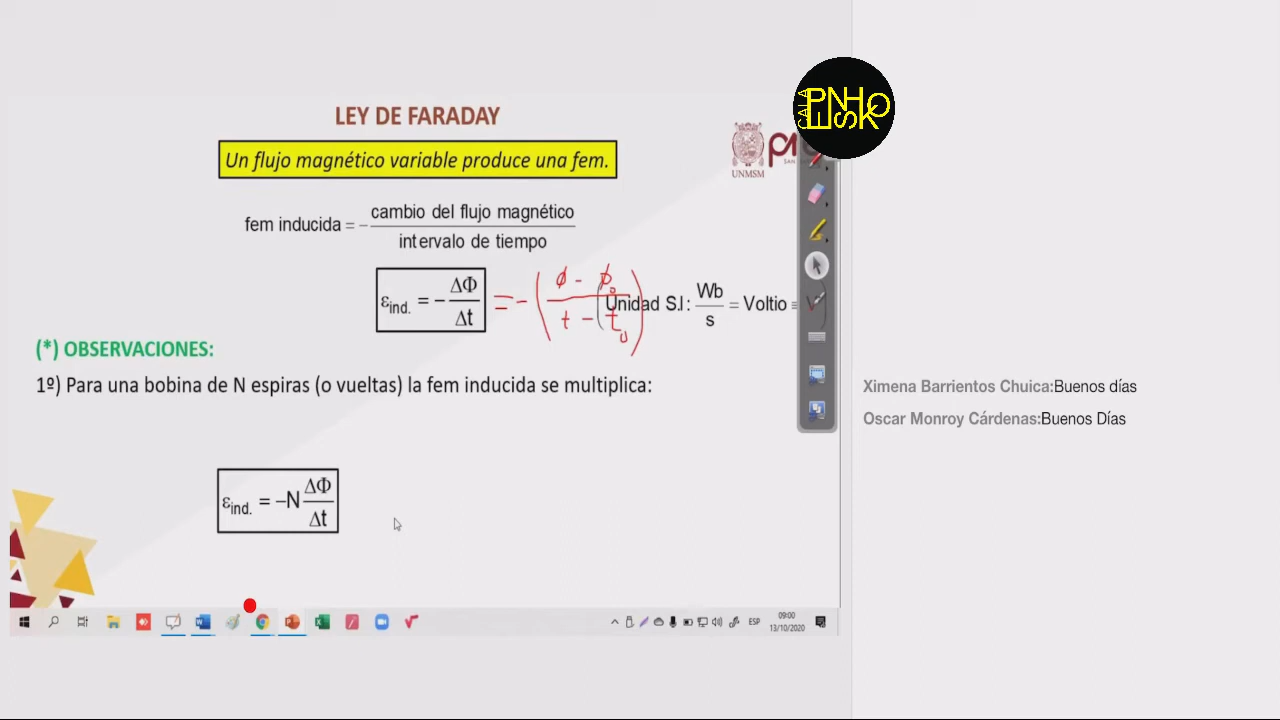 LEY DE FARADAY
Un flujo magnético variable produce una fem.
UNMSM
fem inducida = − cambio del flujo magnético / intervalo de tiempo
εind. = − ΔΦ / Δt = − ( ϕ − ϕ₀ / t − t₀ )
(Unidad S.I: Wb / s = Voltio = V)
(*) OBSERVACIONES:
1º) Para una bobina de N espiras (o vueltas) la fem inducida se multiplica:
εind. = −N ΔΦ / Δt
Ximena Barrientos Chuica:Buenos días
Oscar Monroy Cárdenas:Buenos Días
ESP
09:00
13/10/2020